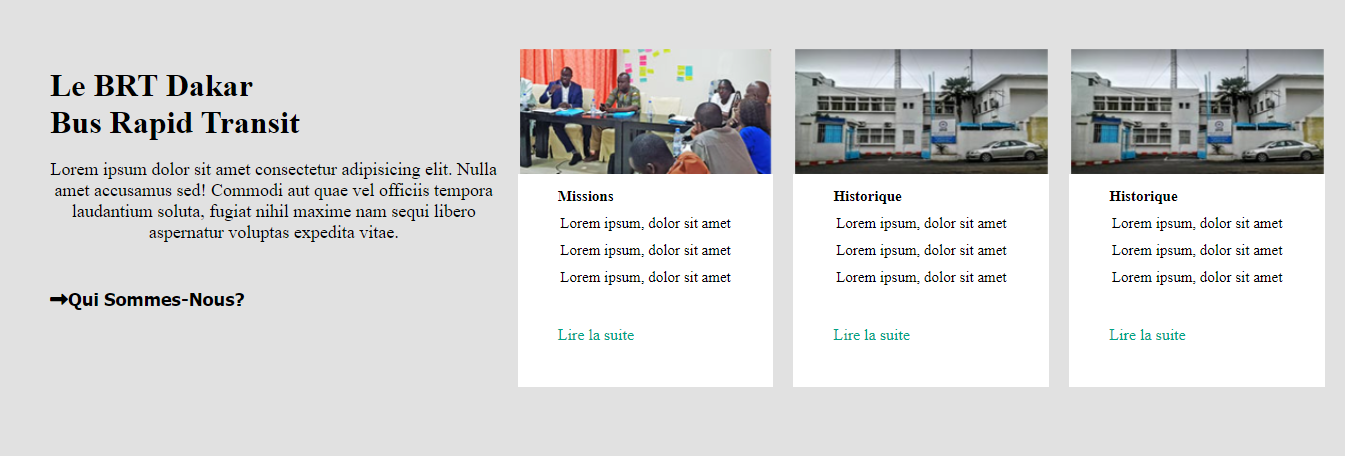 Le BRT Dakar
Bus Rapid Transit
Lorem ipsum dolor sit amet consectetur adipisicing elit. Nulla
amet accusamus sed! Commodi aut quae vel officiis tempora
laudantium soluta, fugiat nihil maxime nam sequi libero
aspernatur voluptas expedita vitae.
➞Qui Sommes-Nous?
Missions
Lorem ipsum, dolor sit amet
Lorem ipsum, dolor sit amet
Lorem ipsum, dolor sit amet
Lire la suite
Historique
Lorem ipsum, dolor sit amet
Lorem ipsum, dolor sit amet
Lorem ipsum, dolor sit amet
Lire la suite
Historique
Lorem ipsum, dolor sit amet
Lorem ipsum, dolor sit amet
Lorem ipsum, dolor sit amet
Lire la suite